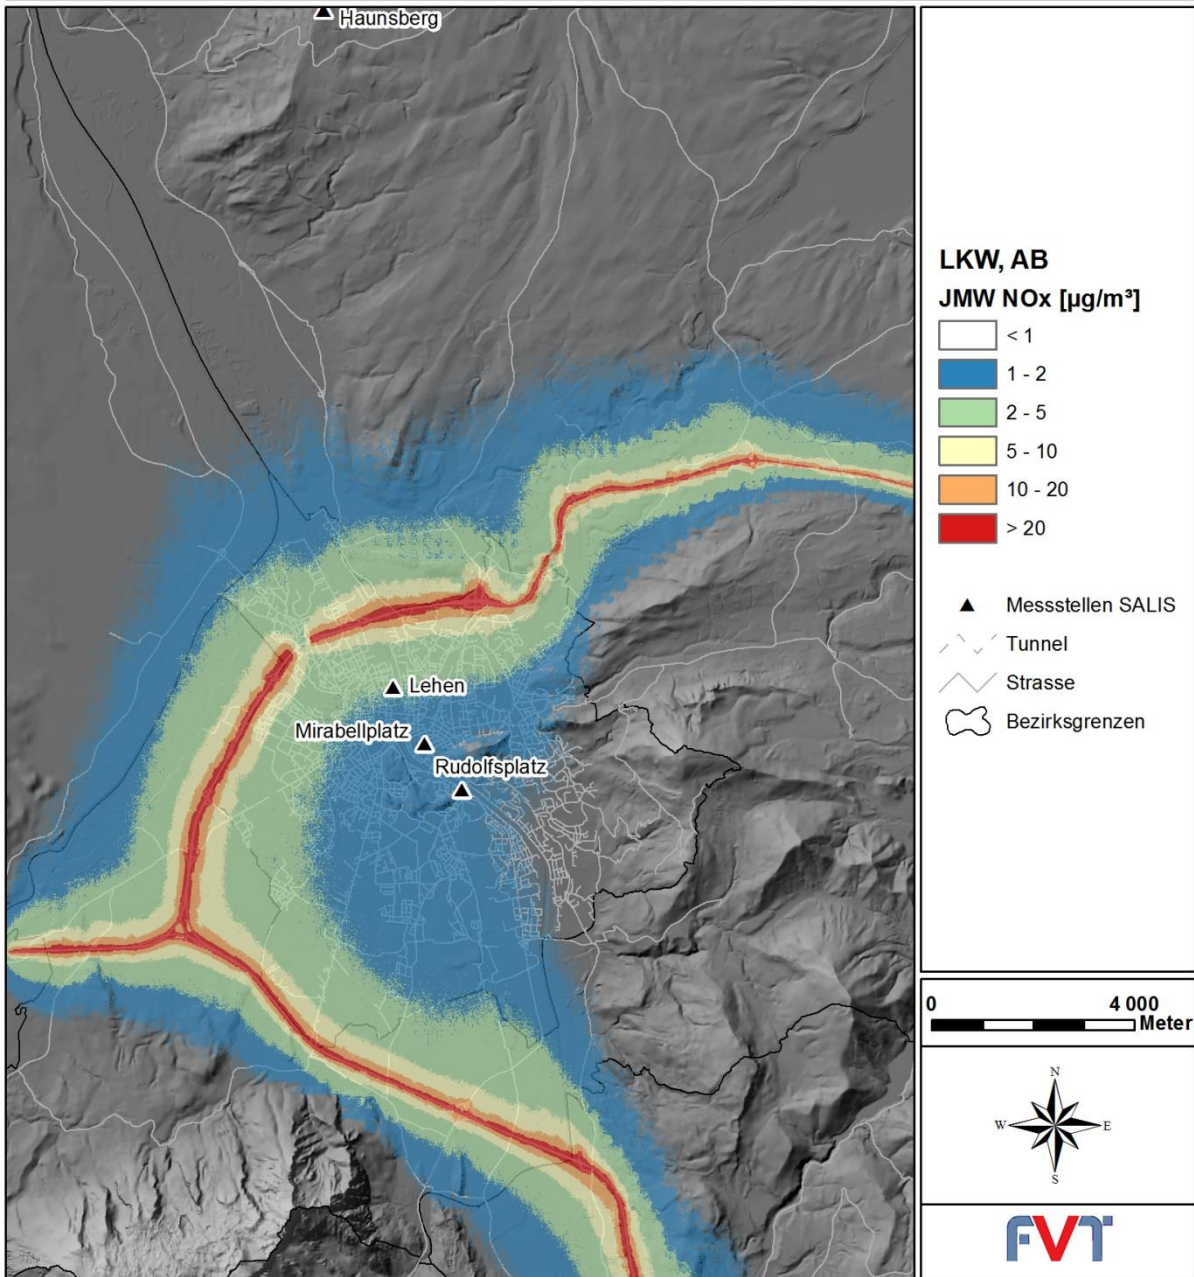 Haunsberg
Lehen
Mirabellplatz
Rudolfsplatz
LKW, AB
JMW NOx [µg/m³]
< 1
1 - 2
2 - 5
5 - 10
10 - 20
> 20
Messstellen SALIS
Tunnel
Strasse
Bezirksgrenzen
0 4 000
Meter
N
W E
S
FVT